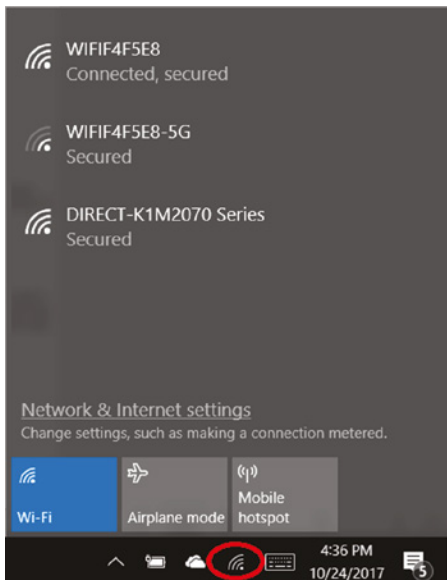 WIFIF4F5E8
Connected, secured
WIFIF4F5E8-5G
Secured
DIRECT-K1M2070 Series
Secured
Network & Internet settings
Change settings, such as making a connection metered.
Wi-Fi
Airplane mode
Mobile
hotspot
4:36 PM
10/24/2017
5